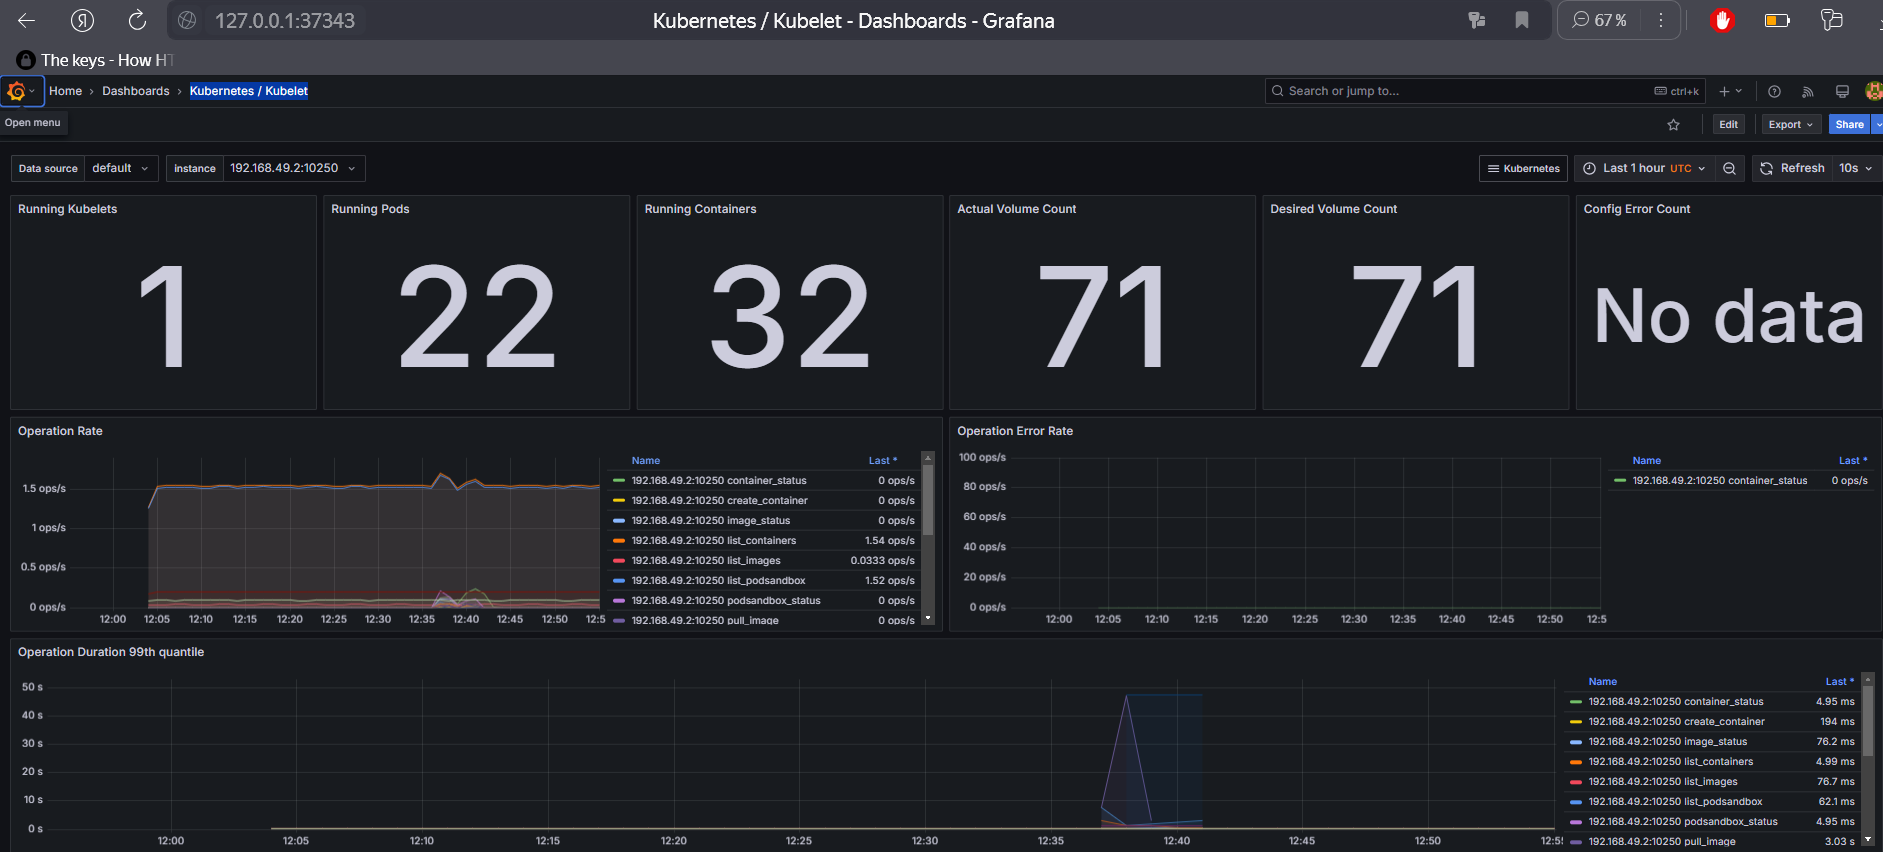 Я 127.0.0.1:37343 Kubernetes / Kubelet - Dashboards - Grafana 67 %
The keys - How HT
Home › Dashboards › Kubernetes / Kubelet Search or jump to... ctrl+k
Open menu Edit Export Share
Data source default instance 192.168.49.2:10250 Kubernetes Last 1 hour UTC Refresh 10s
Running Kubelets
1
Running Pods
22
Running Containers
32
Actual Volume Count
71
Desired Volume Count
71
Config Error Count
No data
Operation Rate
1.5 ops/s
1 ops/s
0.5 ops/s
0 ops/s
12:00 12:05 12:10 12:15 12:20 12:25 12:30 12:35 12:40 12:45 12:50 12:5
Name Last *
192.168.49.2:10250 container_status 0 ops/s
192.168.49.2:10250 create_container 0 ops/s
192.168.49.2:10250 image_status 0 ops/s
192.168.49.2:10250 list_containers 1.54 ops/s
192.168.49.2:10250 list_images 0.0333 ops/s
192.168.49.2:10250 list_podsandbox 1.52 ops/s
192.168.49.2:10250 podsandbox_status 0 ops/s
192.168.49.2:10250 pull_image 0 ops/s
Operation Error Rate
100 ops/s
80 ops/s
60 ops/s
40 ops/s
20 ops/s
0 ops/s
12:00 12:05 12:10 12:15 12:20 12:25 12:30 12:35 12:40 12:45 12:50 12:5
Name Last *
192.168.49.2:10250 container_status 0 ops/s
Operation Duration 99th quantile
50 s
40 s
30 s
20 s
10 s
0 s
12:00 12:05 12:10 12:15 12:20 12:25 12:30 12:35 12:40 12:45 12:50 12:55
Name Last *
192.168.49.2:10250 container_status 4.95 ms
192.168.49.2:10250 create_container 194 ms
192.168.49.2:10250 image_status 76.2 ms
192.168.49.2:10250 list_containers 4.99 ms
192.168.49.2:10250 list_images 76.7 ms
192.168.49.2:10250 list_podsandbox 62.1 ms
192.168.49.2:10250 podsandbox_status 4.95 ms
192.168.49.2:10250 pull_image 3.03 s